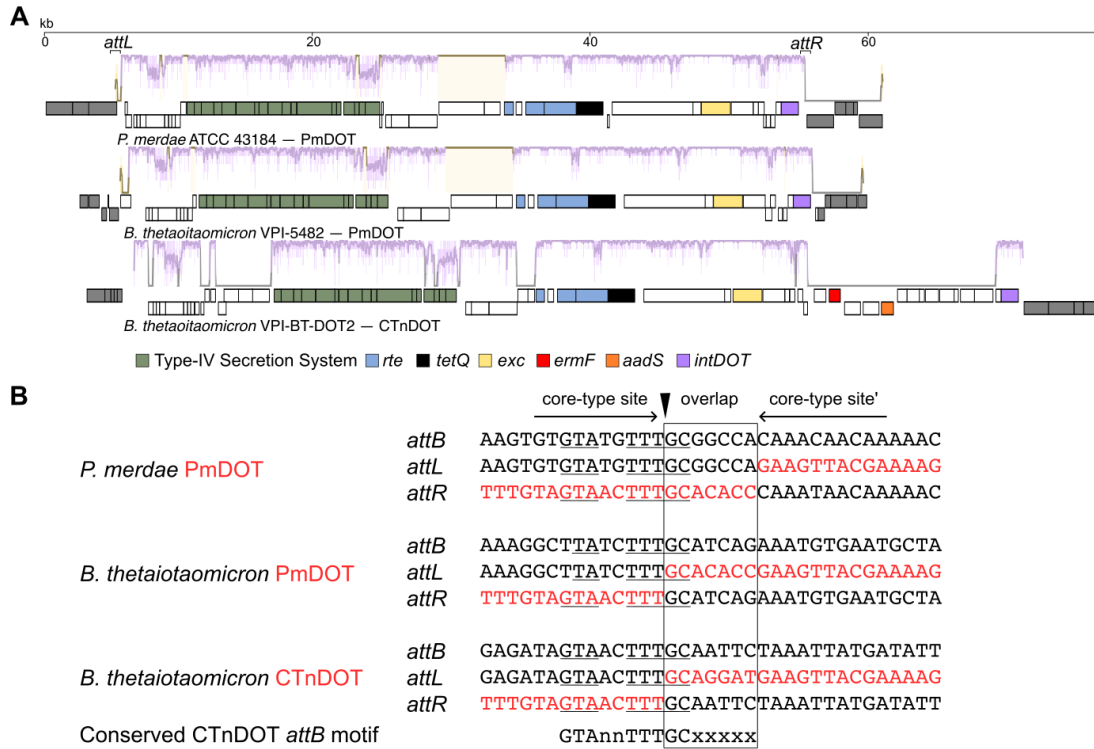 A
kb
0 20 40 60
attL attR
P. merdae ATCC 43184 — PmDOT
B. thetaoitaomicron VPI-5482 — PmDOT
B. thetaoitaomicron VPI-BT-DOT2 — CTnDOT
Type-IV Secretion System rte tetQ exc ermF aadS intDOT
B
core-type site overlap core-type site'
P. merdae PmDOT
attB AAGTGTGTATGTTTGCGGCCACAAACAACAAAAAC
attL AAGTGTGTATGTTTGCGGCCAGAAGTTACGAAAAG
attR TTTGTAGTAACTTTGCACACCCAAATAACAAAAAC
B. thetaiotaomicron PmDOT
attB AAAGGCTTATCTTTGCATCAGAAATGTGAATGCTA
attL AAAGGCTTATCTTTGCACACCGAAGTTACGAAAAG
attR TTTGTAGTAACTTTGCATCAGAAATGTGAATGCTA
B. thetaiotaomicron CTnDOT
attB GAGATAGTAACTTTGCAATTCTAAATTATGATATT
attL GAGATAGTAACTTTGCAGGATGAAGTTACGAAAAG
attR TTTGTAGTAACTTTGCAATTCTAAATTATGATATT
Conserved CTnDOT attB motif GTAnnTTTGCxxxxx